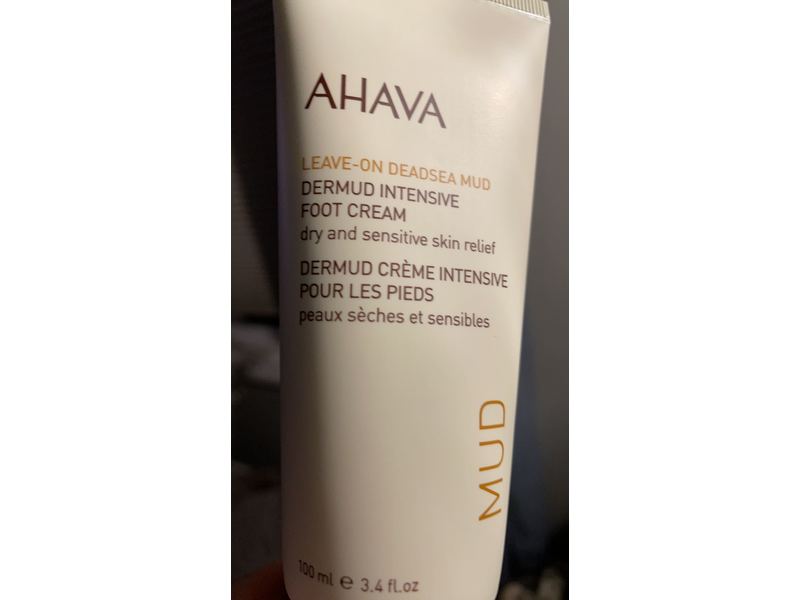 AHAVA
LEAVE-ON DEADSEA MUD
DERMUD INTENSIVE
FOOT CREAM
dry and sensitive skin relief
DERMUD CRÈME INTENSIVE
POUR LES PIEDS
peaux sèches et sensibles
MUD
100 ml e 3.4 fl.oz